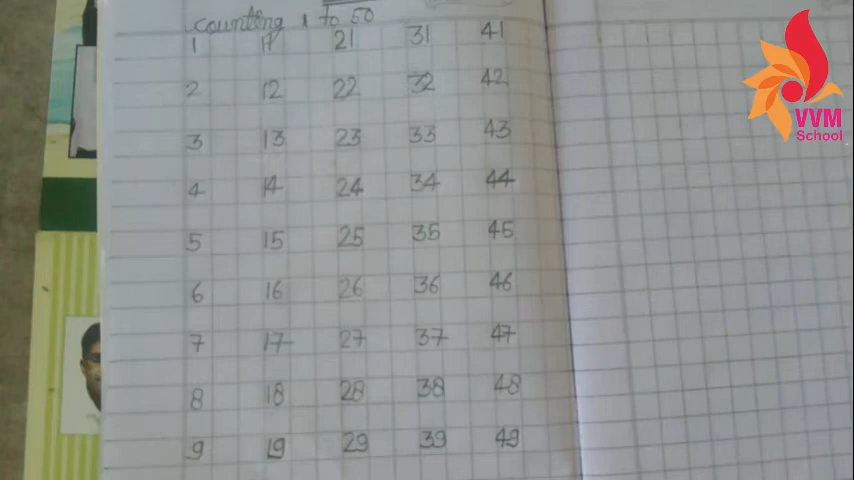 counting 1 to 50
1 11 21 31 41
2 12 22 32 42
3 13 23 33 43
4 14 24 34 44
5 15 25 35 45
6 16 26 36 46
7 17 27 37 47
8 18 28 38 48
9 19 29 39 49
VVM
School